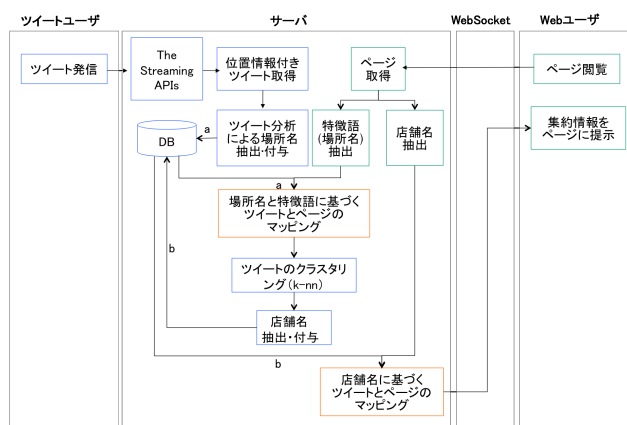 ツイートユーザ
サーバ
WebSocket
Webユーザ
ツイート発信
The
Streaming
APIs
位置情報付き
ツイート取得
ページ
取得
ページ閲覧
ツイート分析
による場所名
抽出・付与
a
DB
特徴語
(場所名)
抽出
店舗名
抽出
集約情報を
ページに提示
a
場所名と特徴語に基づく
ツイートとページの
マッピング
b
ツイートのクラスタリ
ング(k-nn)
店舗名
抽出・付与
b
店舗名に基づく
ツイートとページの
マッピング